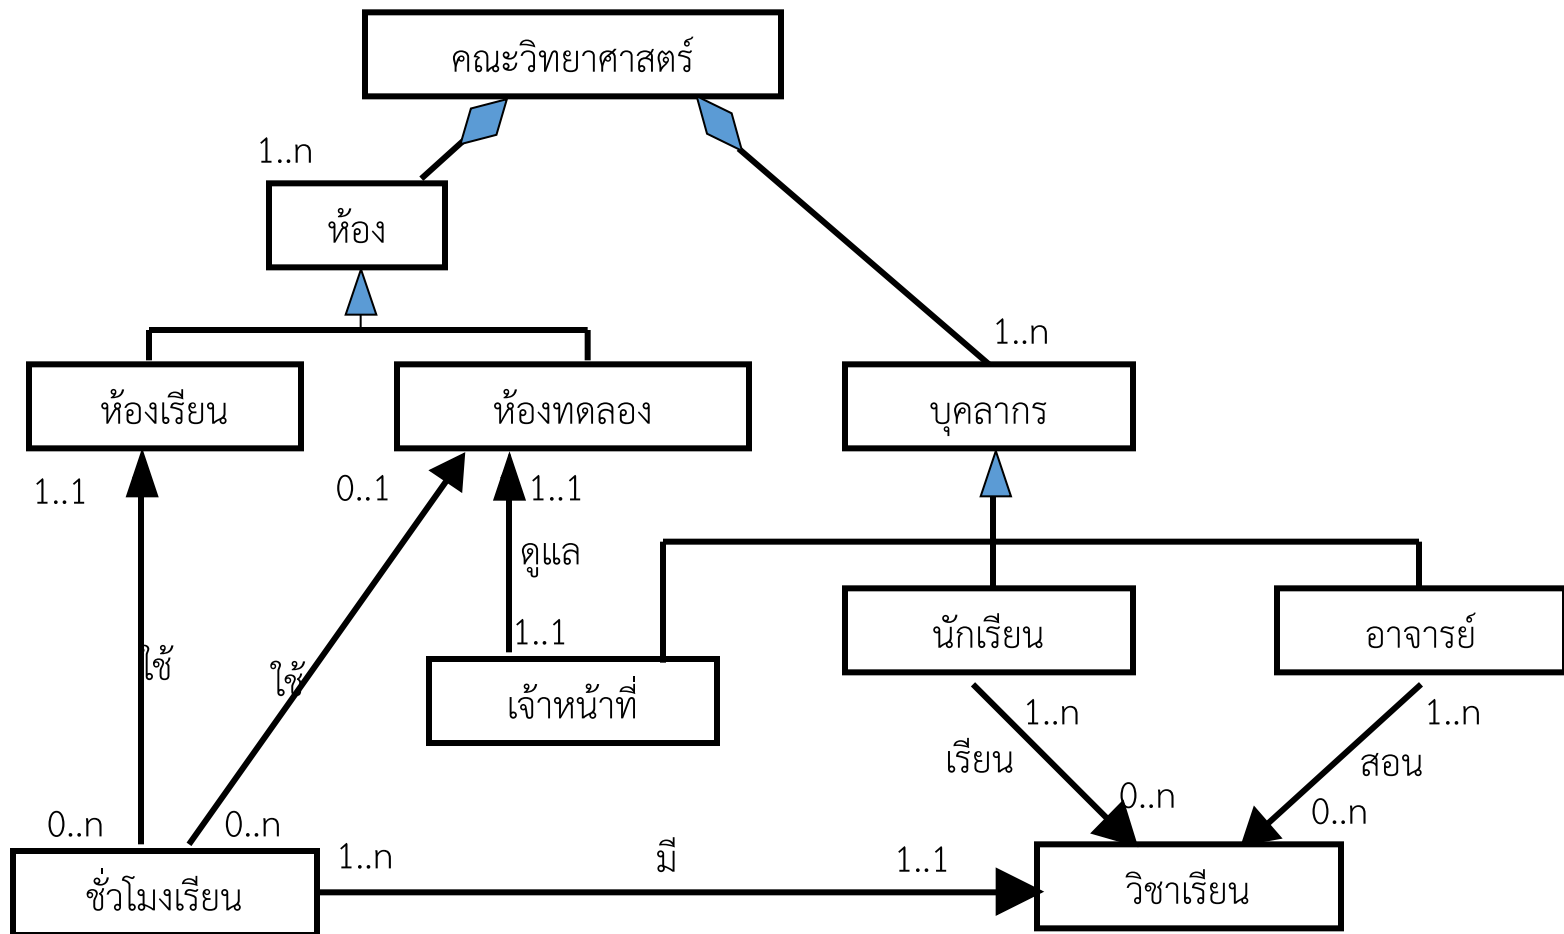 คณะวิทยาศาสตร์
1..n
ห้อง
1..n
ห้องเรียน
ห้องทดลอง
บุคลากร
1..1
0..1
1..1
ดูแล
1..1
นักเรียน
อาจารย์
ใช้
ใช้
เจ้าหน้าที่
1..n
1..n
เรียน
สอน
0..n
0..n
0..n
0..n
1..n
มี
1..1
ชั่วโมงเรียน
วิชาเรียน